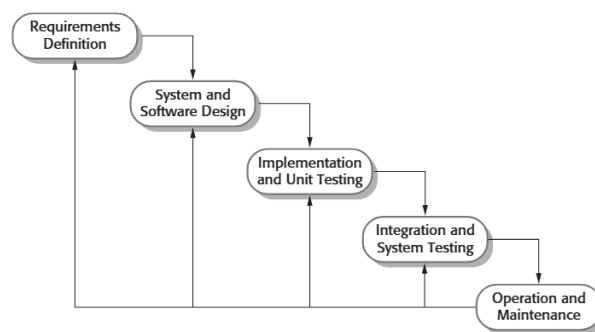 Requirements
Definition
System and
Software Design
Implementation
and Unit Testing
Integration and
System Testing
Operation and
Maintenance